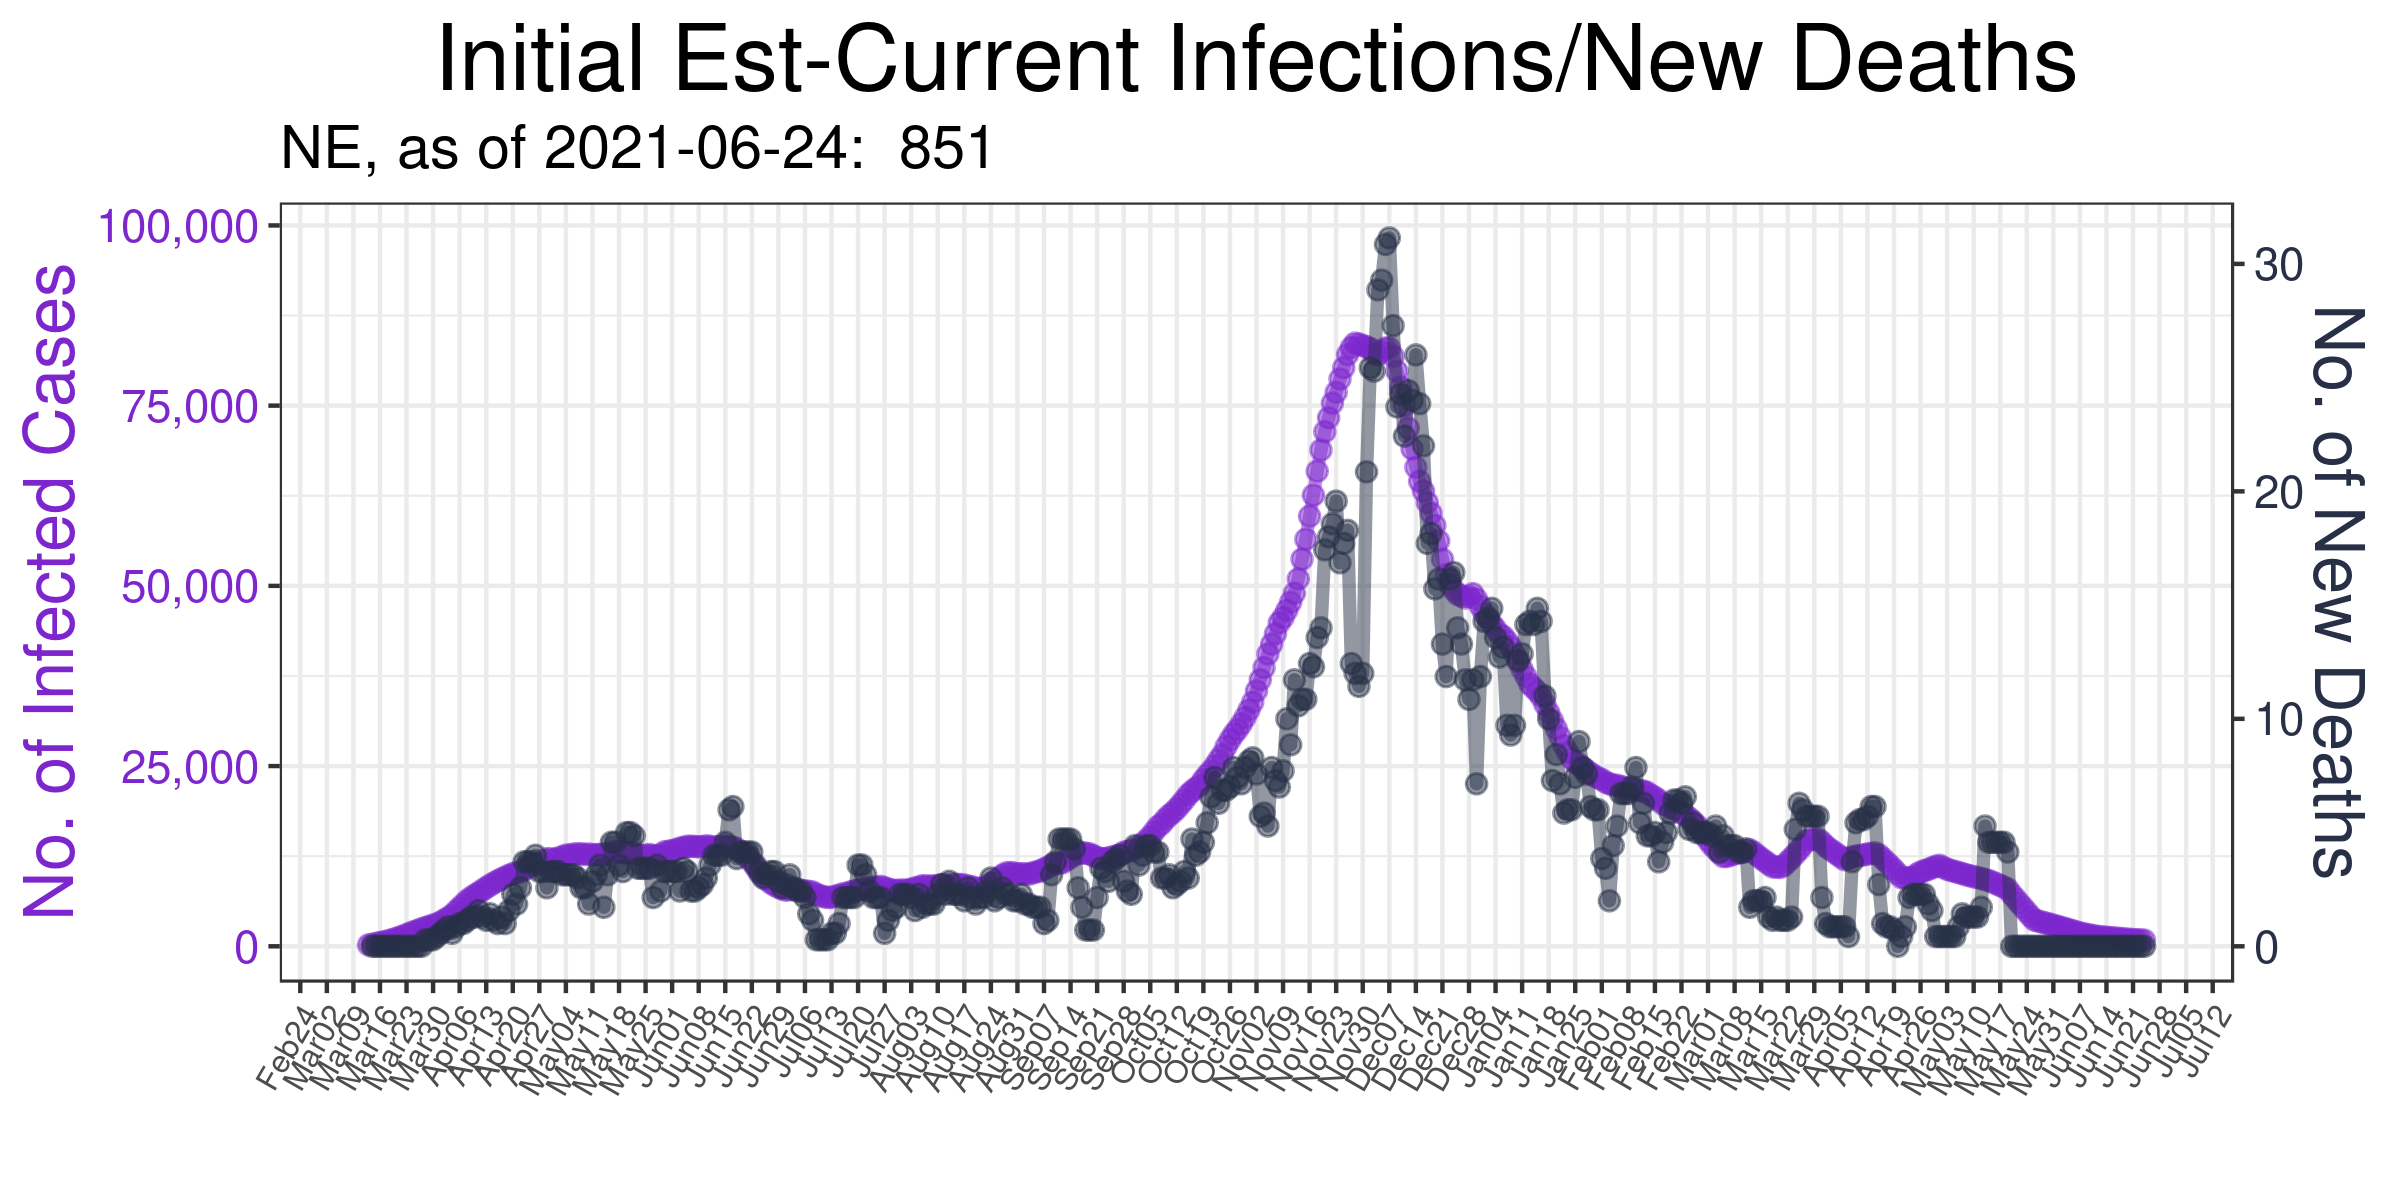 Initial Est-Current Infections/New Deaths
NE, as of 2021-06-24:  851
No. of Infected Cases
100,000
75,000
50,000
25,000
0
30
20
10
0
No. of New Deaths
Feb24
Mar02
Mar09
Mar16
Mar23
Mar30
Apr06
Apr13
Apr20
Apr27
May04
May11
May18
May25
Jun01
Jun08
Jun15
Jun22
Jun29
Jul06
Jul13
Jul20
Jul27
Aug03
Aug10
Aug17
Aug24
Aug31
Sep07
Sep14
Sep21
Sep28
Oct05
Oct12
Oct19
Oct26
Nov02
Nov09
Nov16
Nov23
Nov30
Dec07
Dec14
Dec21
Dec28
Jan04
Jan11
Jan18
Jan25
Feb01
Feb08
Feb15
Feb22
Mar01
Mar08
Mar15
Mar22
Mar29
Apr05
Apr12
Apr19
Apr26
May03
May10
May17
May24
May31
Jun07
Jun14
Jun21
Jun28
Jul05
Jul12